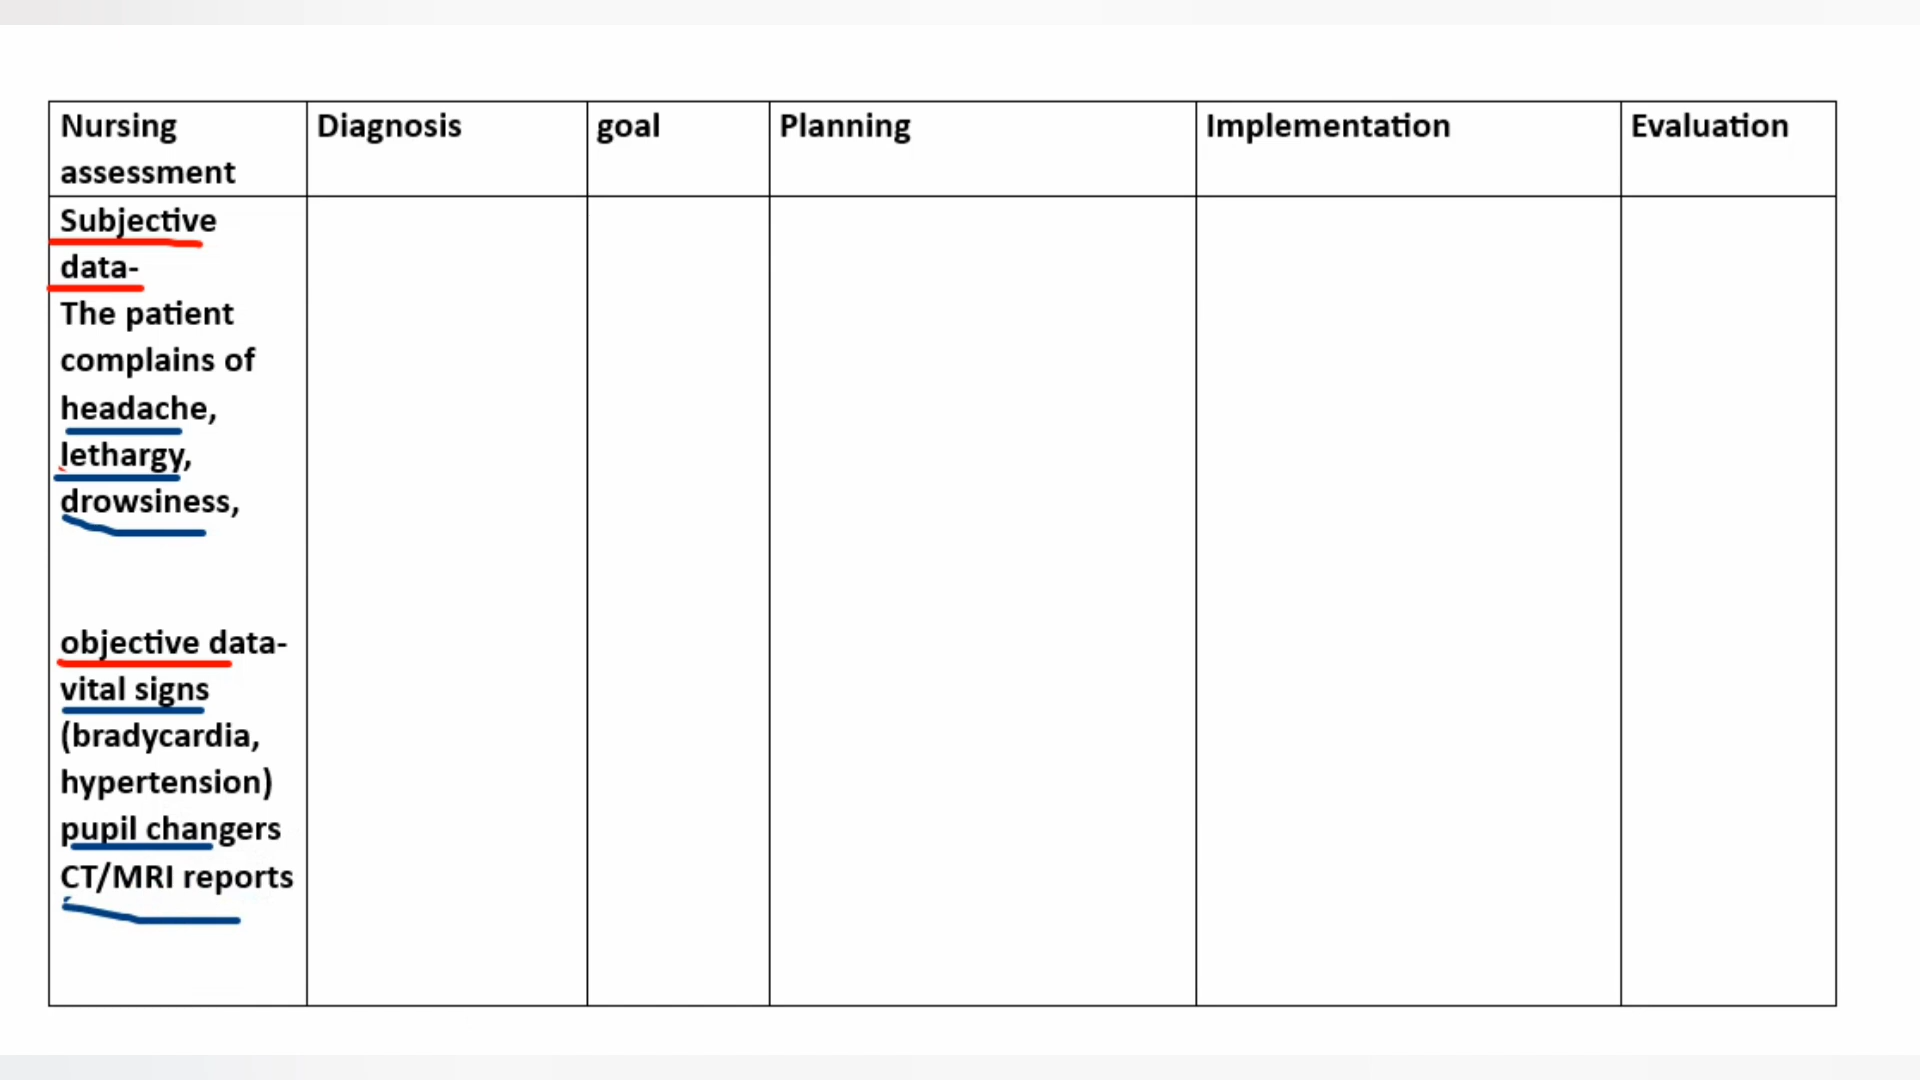 Nursing
assessment
Diagnosis
goal
Planning
Implementation
Evaluation
Subjective
data-
The patient
complains of
headache,
lethargy,
drowsiness,
objective data-
vital signs
(bradycardia,
hypertension)
pupil changers
CT/MRI reports